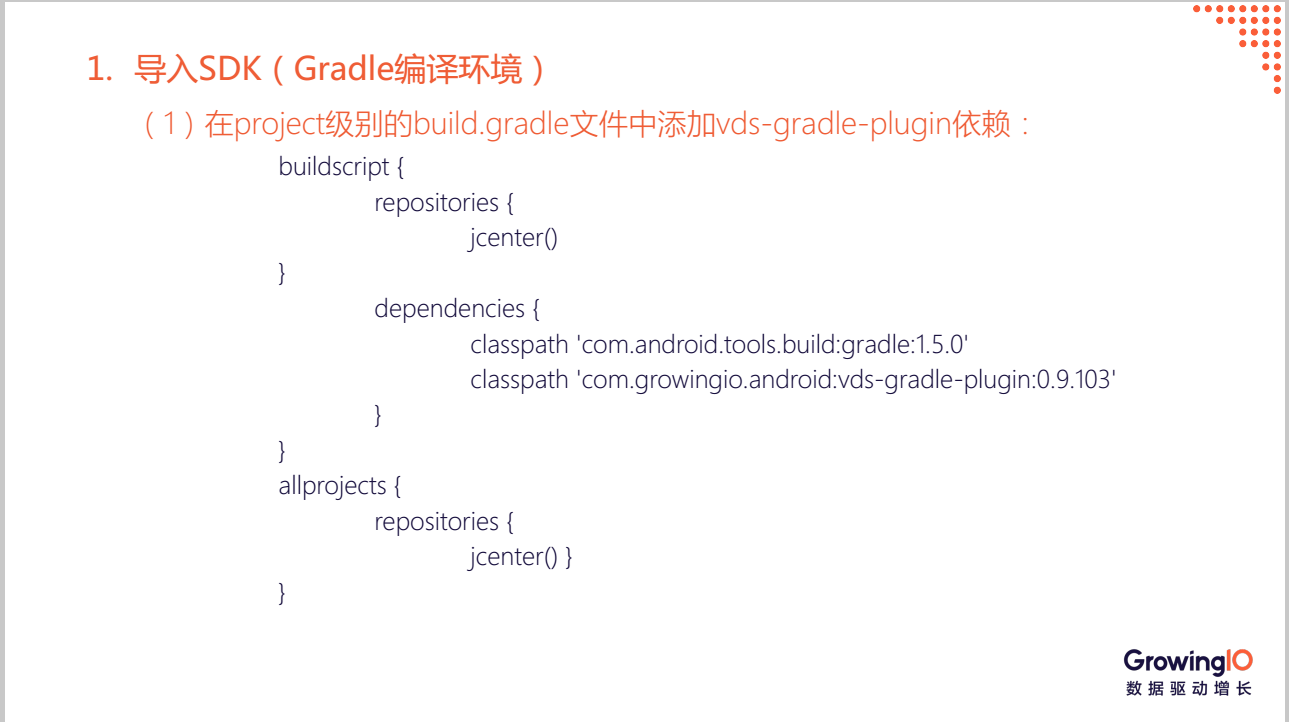 1. 导入SDK（Gradle编译环境）
（1）在project级别的build.gradle文件中添加vds-gradle-plugin依赖：
buildscript {
repositories {
jcenter()
}
dependencies {
classpath 'com.android.tools.build:gradle:1.5.0'
classpath 'com.growingio.android:vds-gradle-plugin:0.9.103'
}
}
allprojects {
repositories {
jcenter() }
}
GrowingIO
数据驱动增长